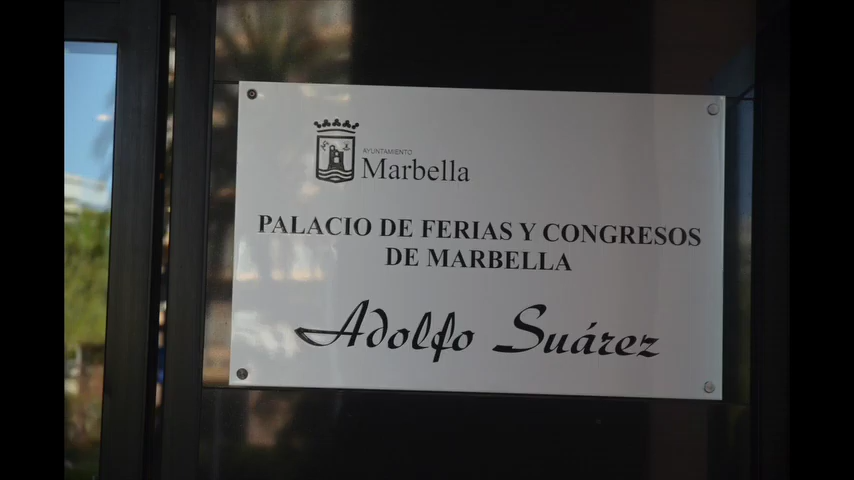 AYUNTAMIENTO
Marbella
PALACIO DE FERIAS Y CONGRESOS
DE MARBELLA
Adolfo Suárez